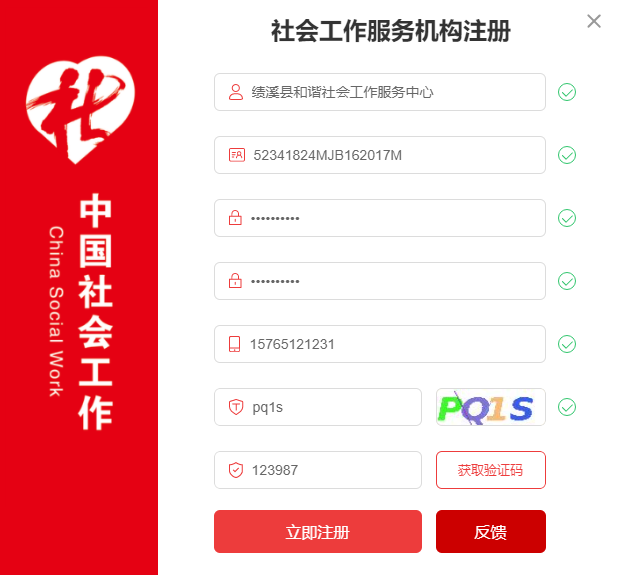 社会工作服务机构注册
绩溪县和谐社会工作服务中心
52341824MJB162017M
••••••••••
••••••••••
15765121231
pq1s
PQ1S
123987
获取验证码
立即注册
反馈
中国社会工作
China Social Work